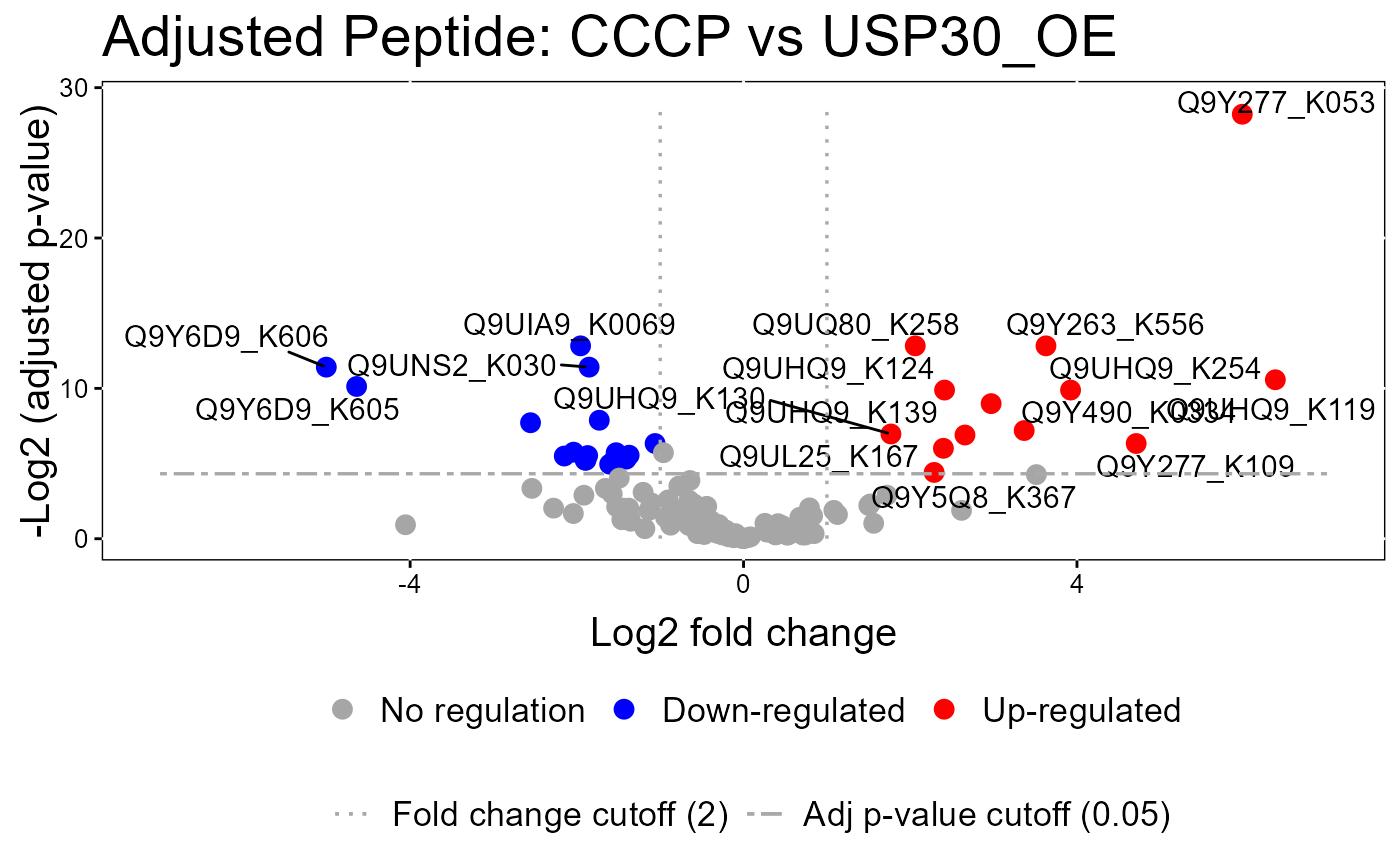 Adjusted Peptide: CCCP vs USP30_OE
-Log2 (adjusted p-value)
30
20
10
0
Q9Y277_K053
Q9Y6D9_K606
Q9UIA9_K0069
Q9UQ80_K258
Q9Y263_K556
Q9UNS2_K030
Q9UHQ9_K124
Q9UHQ9_K254
Q9Y6D9_K605
Q9UHQ9_K130
Q9UHQ9_K139
Q9Y490_K0334
Q9UHQ9_K119
Q9UL25_K167
Q9Y277_K109
Q9Y5Q8_K367
-4
0
4
Log2 fold change
No regulation
Down-regulated
Up-regulated
Fold change cutoff (2)
Adj p-value cutoff (0.05)